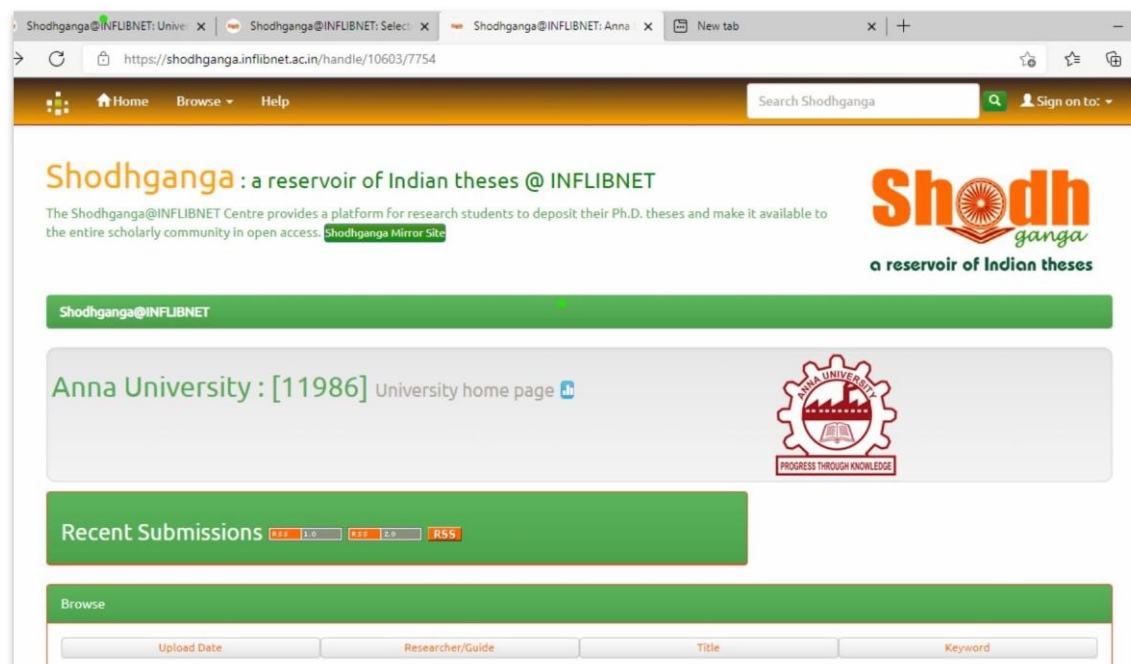 Shodhganga@INFLIBNET: Unive
Shodhganga@INFLIBNET: Select
Shodhganga@INFLIBNET: Anna
New tab
https://shodhganga.inflibnet.ac.in/handle/10603/7754
Home Browse Help
Search Shodhganga
Sign on to:
Shodhganga : a reservoir of Indian theses @ INFLIBNET
The Shodhganga@INFLIBNET Centre provides a platform for research students to deposit their Ph.D. theses and make it available to
the entire scholarly community in open access. Shodhganga Mirror Site
Shodh
ganga
a reservoir of Indian theses
Shodhganga@INFLIBNET
Anna University : [11986] University home page
ANNA UNIVERSITY
PROGRESS THROUGH KNOWLEDGE
Recent Submissions RSS 1.0 RSS 2.0 RSS
Browse
Upload Date Researcher/Guide Title Keyword